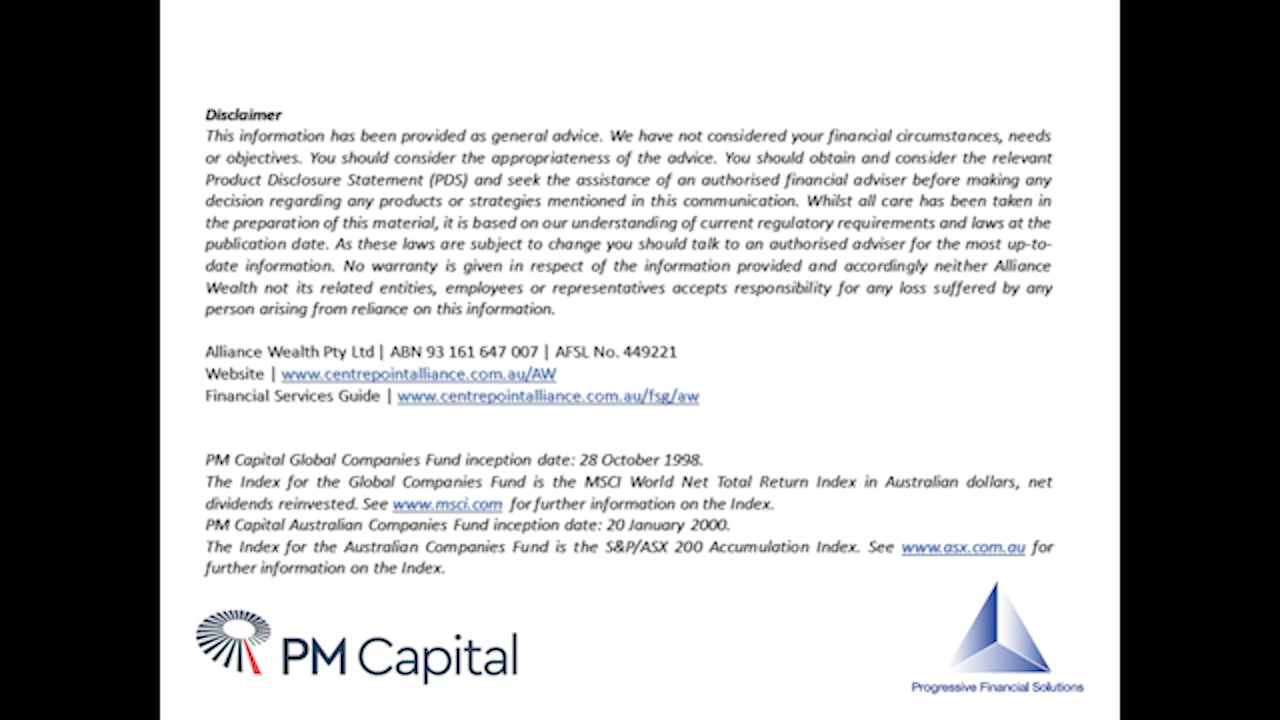 Disclaimer
This information has been provided as general advice. We have not considered your financial circumstances, needs
or objectives. You should consider the appropriateness of the advice. You should obtain and consider the relevant
Product Disclosure Statement (PDS) and seek the assistance of an authorised financial adviser before making any
decision regarding any products or strategies mentioned in this communication. Whilst all care has been taken in
the preparation of this material, it is based on our understanding of current regulatory requirements and laws at the
publication date. As these laws are subject to change you should talk to an authorised adviser for the most up-to-
date information. No warranty is given in respect of the information provided and accordingly neither Alliance
Wealth not its related entities, employees or representatives accepts responsibility for any loss suffered by any
person arising from reliance on this information.
Alliance Wealth Pty Ltd | ABN 93 161 647 007 | AFSL No. 449221
Website | www.centrepointalliance.com.au/AW
Financial Services Guide | www.centrepointalliance.com.au/fsg/aw
PM Capital Global Companies Fund inception date: 28 October 1998.
The Index for the Global Companies Fund is the MSCI World Net Total Return Index in Australian dollars, net
dividends reinvested. See www.msci.com for further information on the Index.
PM Capital Australian Companies Fund inception date: 20 January 2000.
The Index for the Australian Companies Fund is the S&P/ASX 200 Accumulation Index. See www.asx.com.au for
further information on the Index.
PM Capital
Progressive Financial Solutions